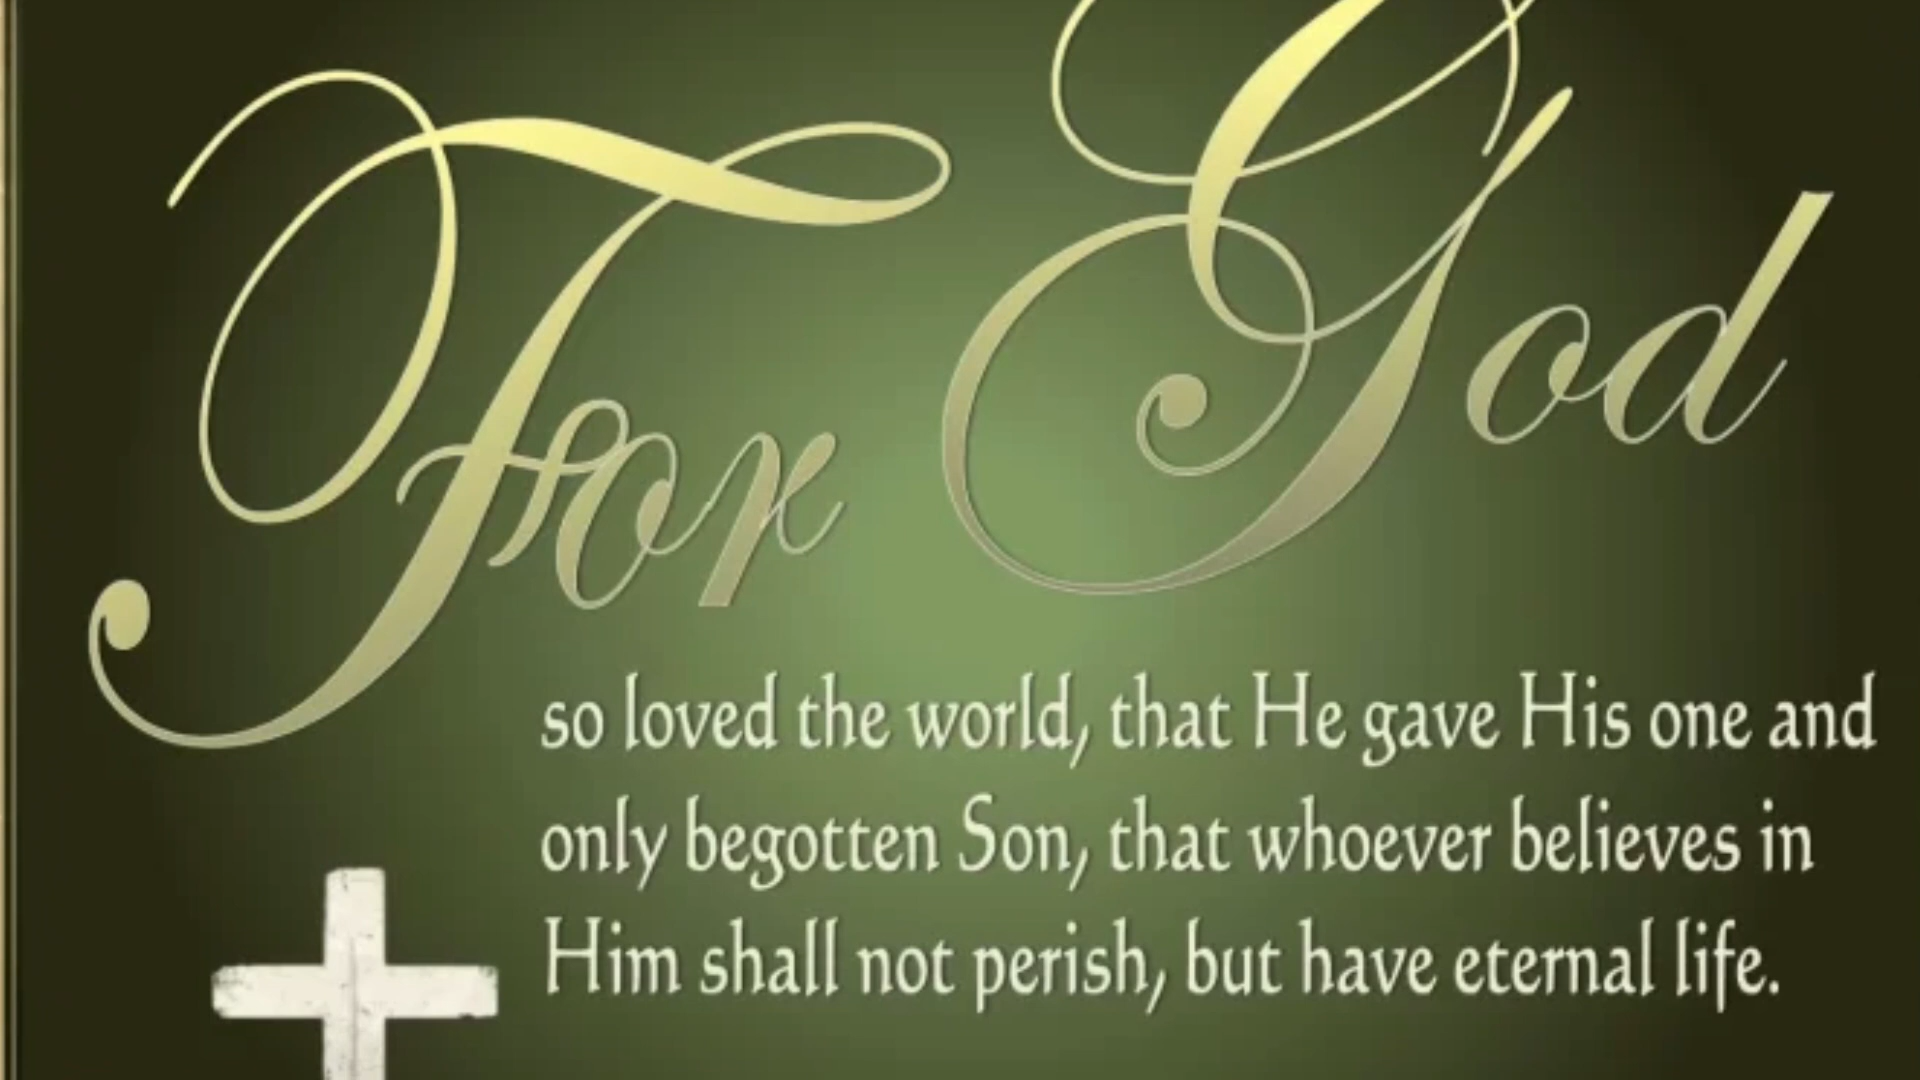 For God
so loved the world, that He gave His one and
only begotten Son, that whoever believes in
Him shall not perish, but have eternal life.